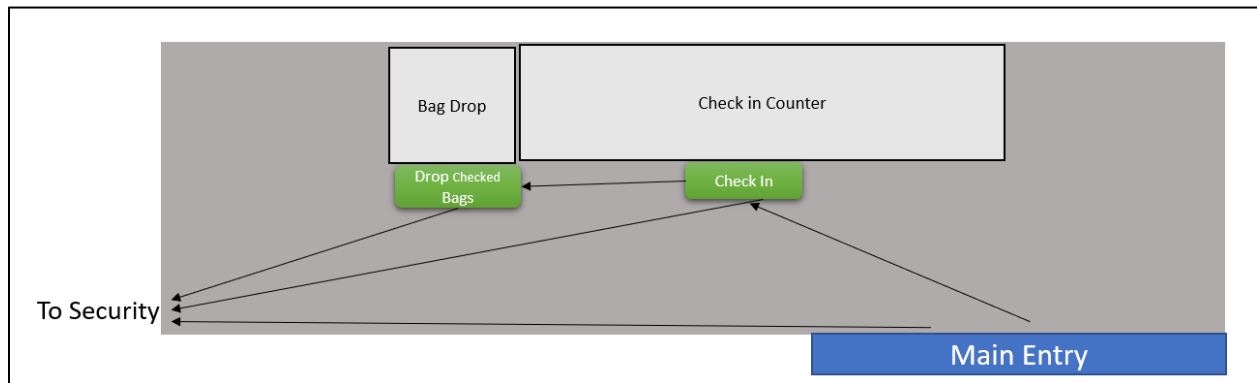 Bag Drop
Check in Counter
Drop Checked
Bags
Check In
To Security
Main Entry